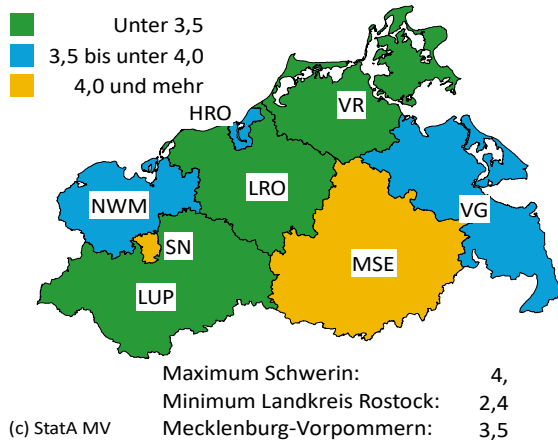 Unter 3,5
3,5 bis unter 4,0
4,0 und mehr
HRO
VR
LRO
NWM
VG
SN
MSE
LUP
Maximum Schwerin: 4,
Minimum Landkreis Rostock: 2,4
(c) StatA MV Mecklenburg-Vorpommern: 3,5